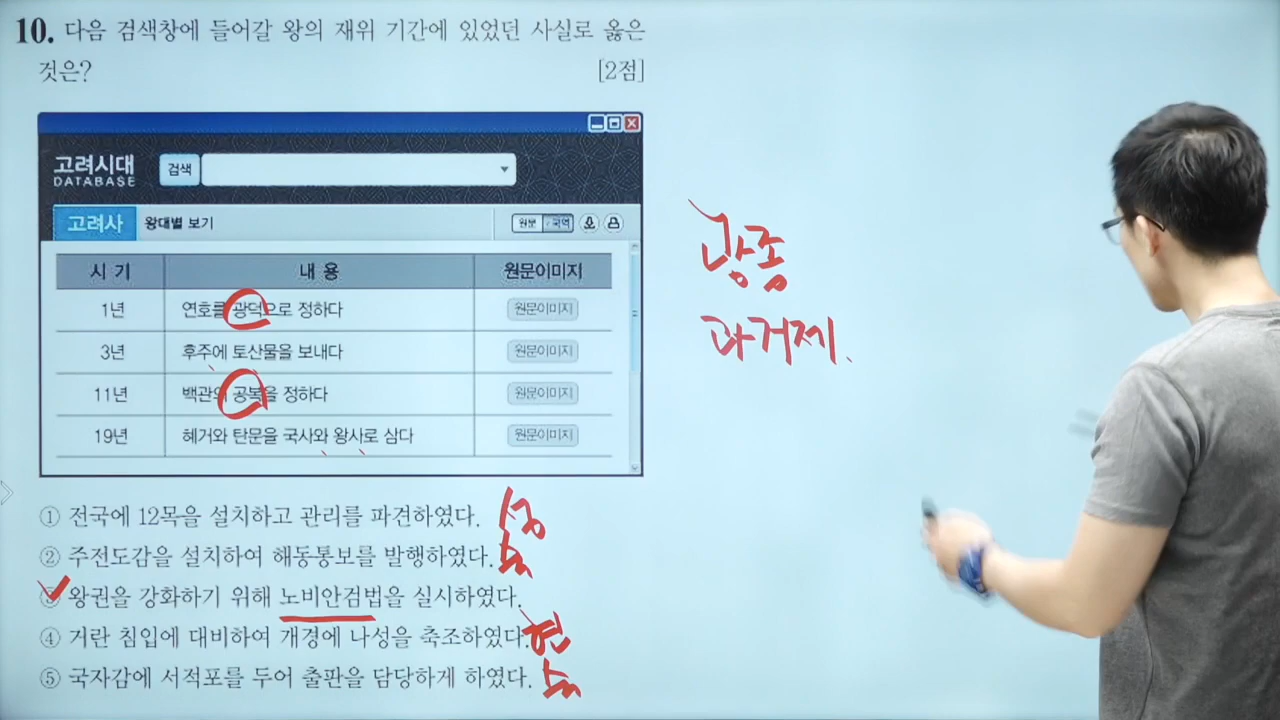 10. 다음 검색창에 들어갈 왕의 재위 기간에 있었던 사실로 옳은
것은? [2점]
고려시대
DATABASE
검색
고려사 왕대별 보기 원문 국역
시 기 내 용 원문이미지
1년 연호를 광덕으로 정하다 원문이미지
3년 후주에 토산물을 보내다 원문이미지
11년 백관의 공복을 정하다 원문이미지
19년 혜거와 탄문을 국사와 왕사로 삼다 원문이미지
광종
과거제
① 전국에 12목을 설치하고 관리를 파견하였다. 성
② 주전도감을 설치하여 해동통보를 발행하였다. 숙
③ 왕권을 강화하기 위해 노비안검법을 실시하였다.
④ 거란 침입에 대비하여 개경에 나성을 축조하였다. 현
⑤ 국자감에 서적포를 두어 출판을 담당하게 하였다. 숙